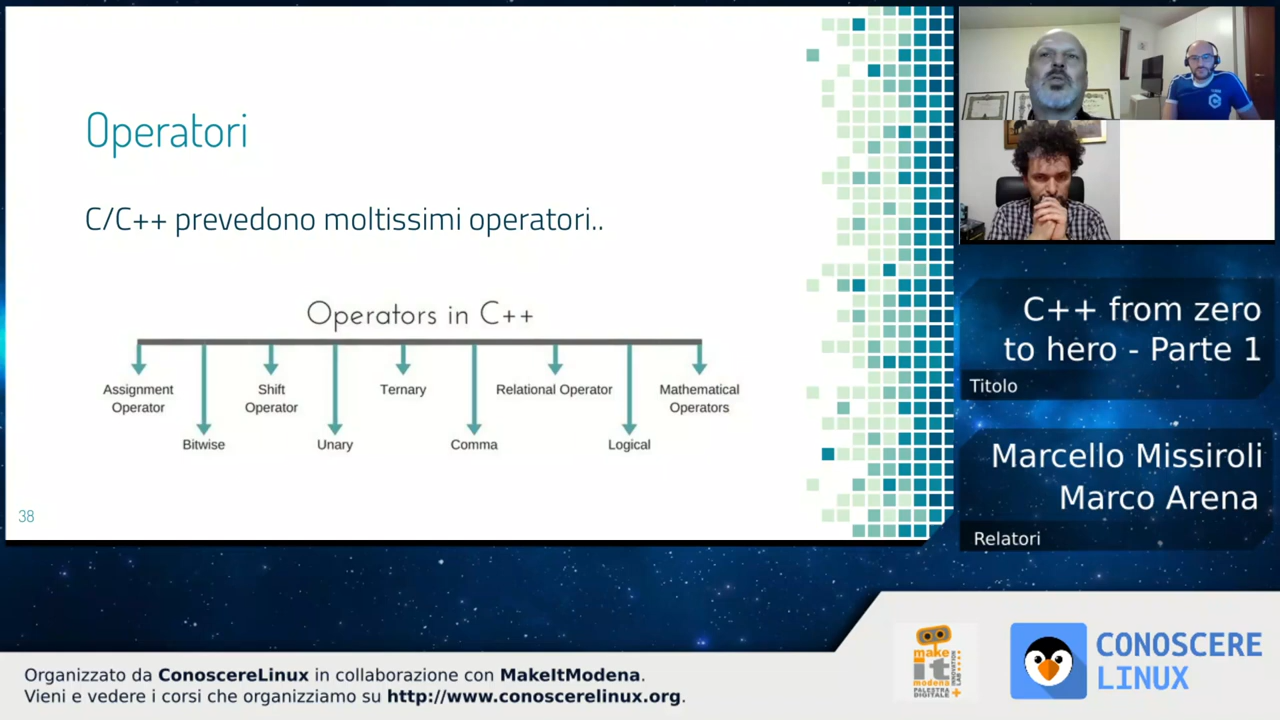 Operatori
C/C++ prevedono moltissimi operatori..
Operators in C++
Assignment
Operator
Shift
Operator
Ternary
Relational Operator
Mathematical
Operators
Bitwise
Unary
Comma
Logical
38
C++ from zero
to hero - Parte 1
Titolo
Marcello Missiroli
Marco Arena
Relatori
make
it
modena
PALESTRA
DIGITALE
INNOVATION
LAB
CONOSCERE
LINUX
Organizzato da ConoscereLinux in collaborazione con MakeItModena.
Vieni e vedere i corsi che organizziamo su http://www.conoscerelinux.org.